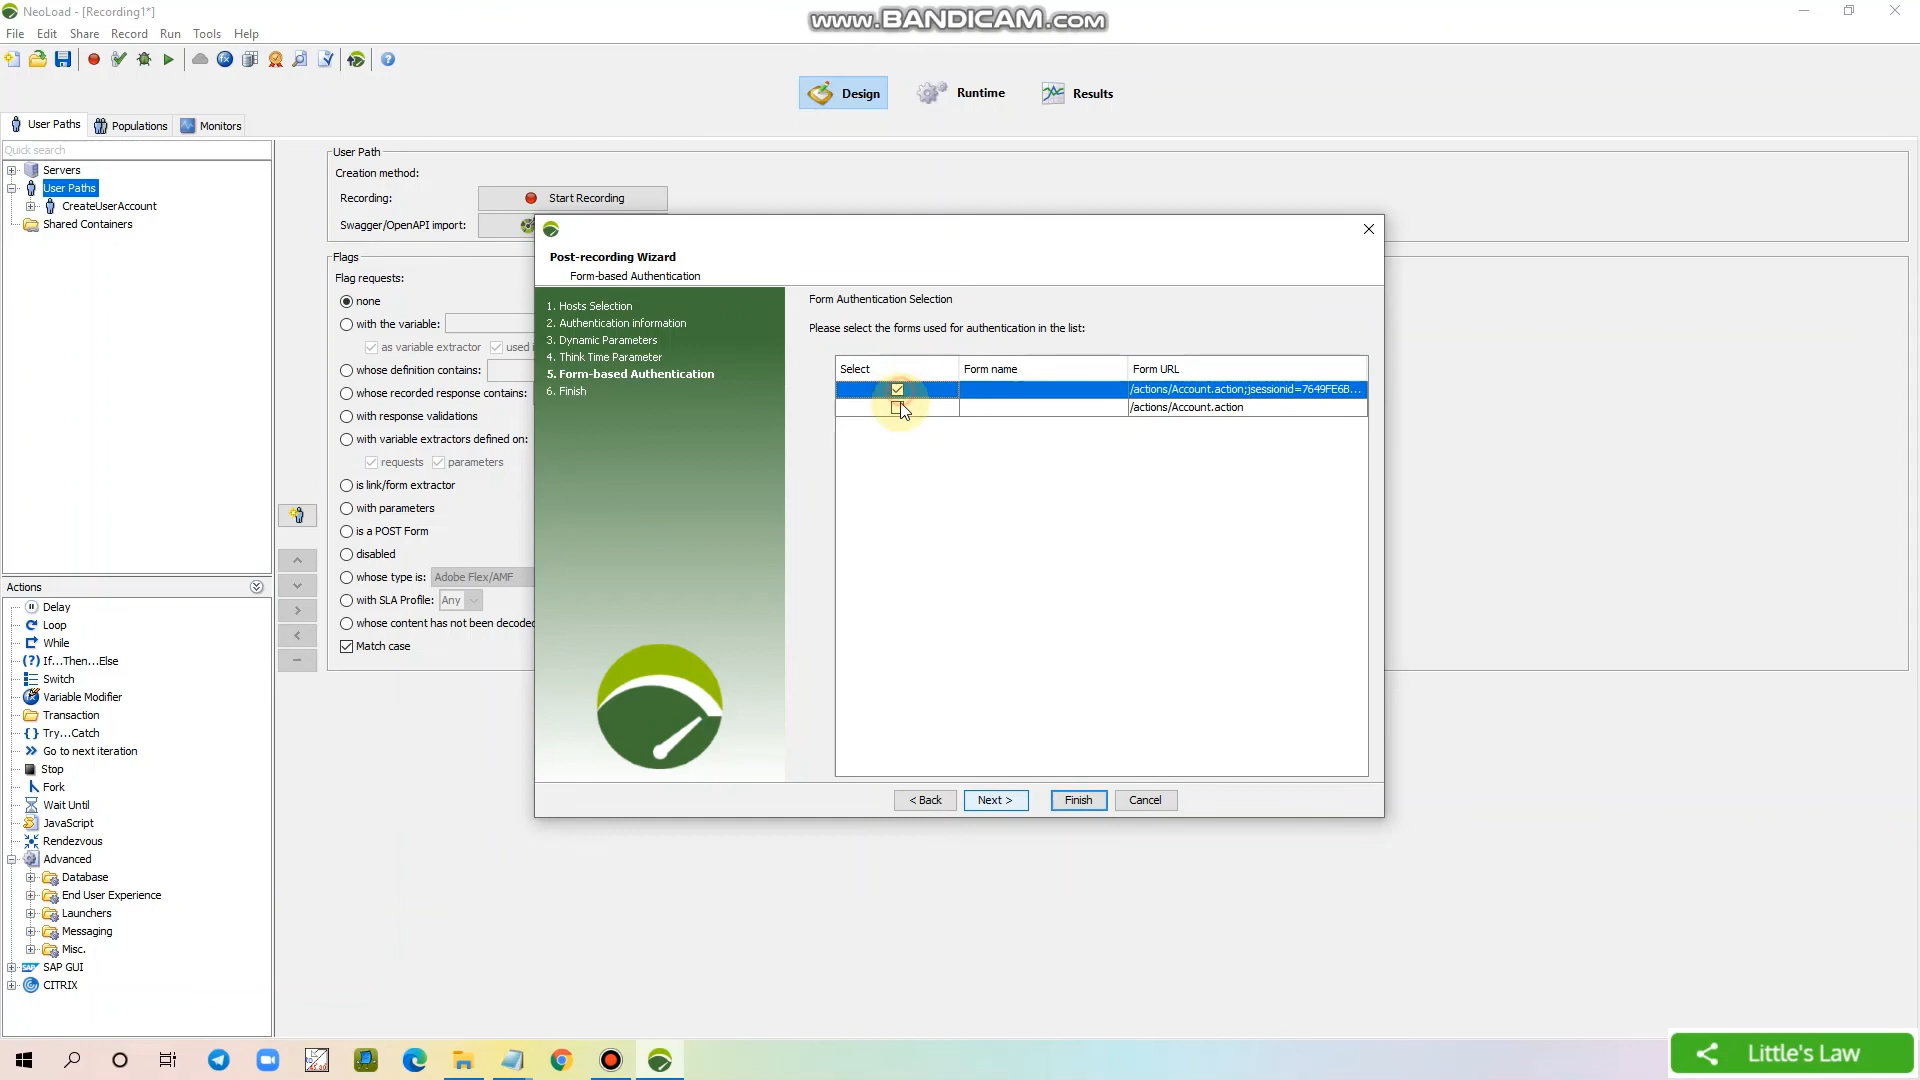 NeoLoad - [Recording1*]
www.BANDICAM.com
File Edit Share Record Run Tools Help
Design Runtime Results
User Paths Populations Monitors
Quick search
Servers
User Paths
CreateUserAccount
Shared Containers
User Path
Creation method:
Recording: Start Recording
Swagger/OpenAPI import:
Flags
Flag requests:
none
with the variable:
as variable extractor
whose definition contains:
whose recorded response contains:
with response validations
with variable extractors defined on:
requests parameters
is link/form extractor
with parameters
is a POST Form
disabled
whose type is: Adobe Flex/AMF
with SLA Profile: Any
whose content has not been decoded
Match case
Post-recording Wizard
Form-based Authentication
1. Hosts Selection
2. Authentication information
3. Dynamic Parameters
4. Think Time Parameter
5. Form-based Authentication
6. Finish
Form Authentication Selection
Please select the forms used for authentication in the list:
Select Form name Form URL
/actions/Account.action;jsessionid=7649FE6B...
/actions/Account.action
< Back Next > Finish Cancel
Actions
Delay
Loop
While
If...Then...Else
Switch
Variable Modifier
Transaction
Try...Catch
Go to next iteration
Stop
Fork
Wait Until
JavaScript
Rendezvous
Advanced
Database
End User Experience
Launchers
Messaging
Misc.
SAP GUI
CITRIX
Little's Law